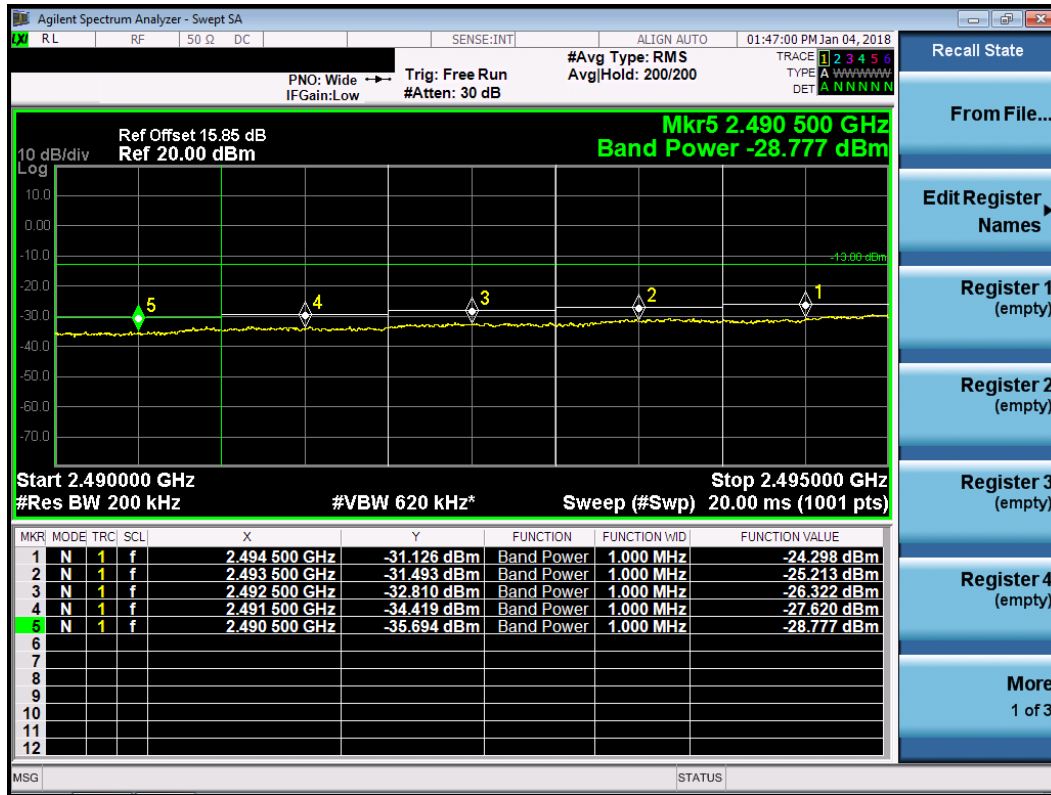 Agilent Spectrum Analyzer - Swept SA
LXI RL RF 50 Ω DC SENSE:INT ALIGN AUTO 01:47:00 PM Jan 04, 2018
#Avg Type: RMS TRACE 1 2 3 4 5 6
PNO: Wide Trig: Free Run Avg|Hold: 200/200 TYPE A WWWWW
IFGain:Low #Atten: 30 dB DET A N N N N N
Mkr5 2.490 500 GHz
Ref Offset 15.85 dB
10 dB/div Ref 20.00 dBm Band Power -28.777 dBm
Log
10.0
0.00
-10.0
-13.00 dBm
-20.0
5 4 3 2 1
-30.0
-40.0
-50.0
-60.0
-70.0
Start 2.490000 GHz Stop 2.495000 GHz
#Res BW 200 kHz #VBW 620 kHz* Sweep (#Swp) 20.00 ms (1001 pts)
MKR MODE TRC SCL X Y FUNCTION FUNCTION WID FUNCTION VALUE
1 N 1 f 2.494 500 GHz -31.126 dBm Band Power 1.000 MHz -24.298 dBm
2 N 1 f 2.493 500 GHz -31.493 dBm Band Power 1.000 MHz -25.213 dBm
3 N 1 f 2.492 500 GHz -32.810 dBm Band Power 1.000 MHz -26.322 dBm
4 N 1 f 2.491 500 GHz -34.419 dBm Band Power 1.000 MHz -27.620 dBm
5 N 1 f 2.490 500 GHz -35.694 dBm Band Power 1.000 MHz -28.777 dBm
6
7
8
9
10
11
12
MSG STATUS
Recall State
From File...
Edit Register
Names
Register 1
(empty)
Register 2
(empty)
Register 3
(empty)
Register 4
(empty)
More
1 of 3